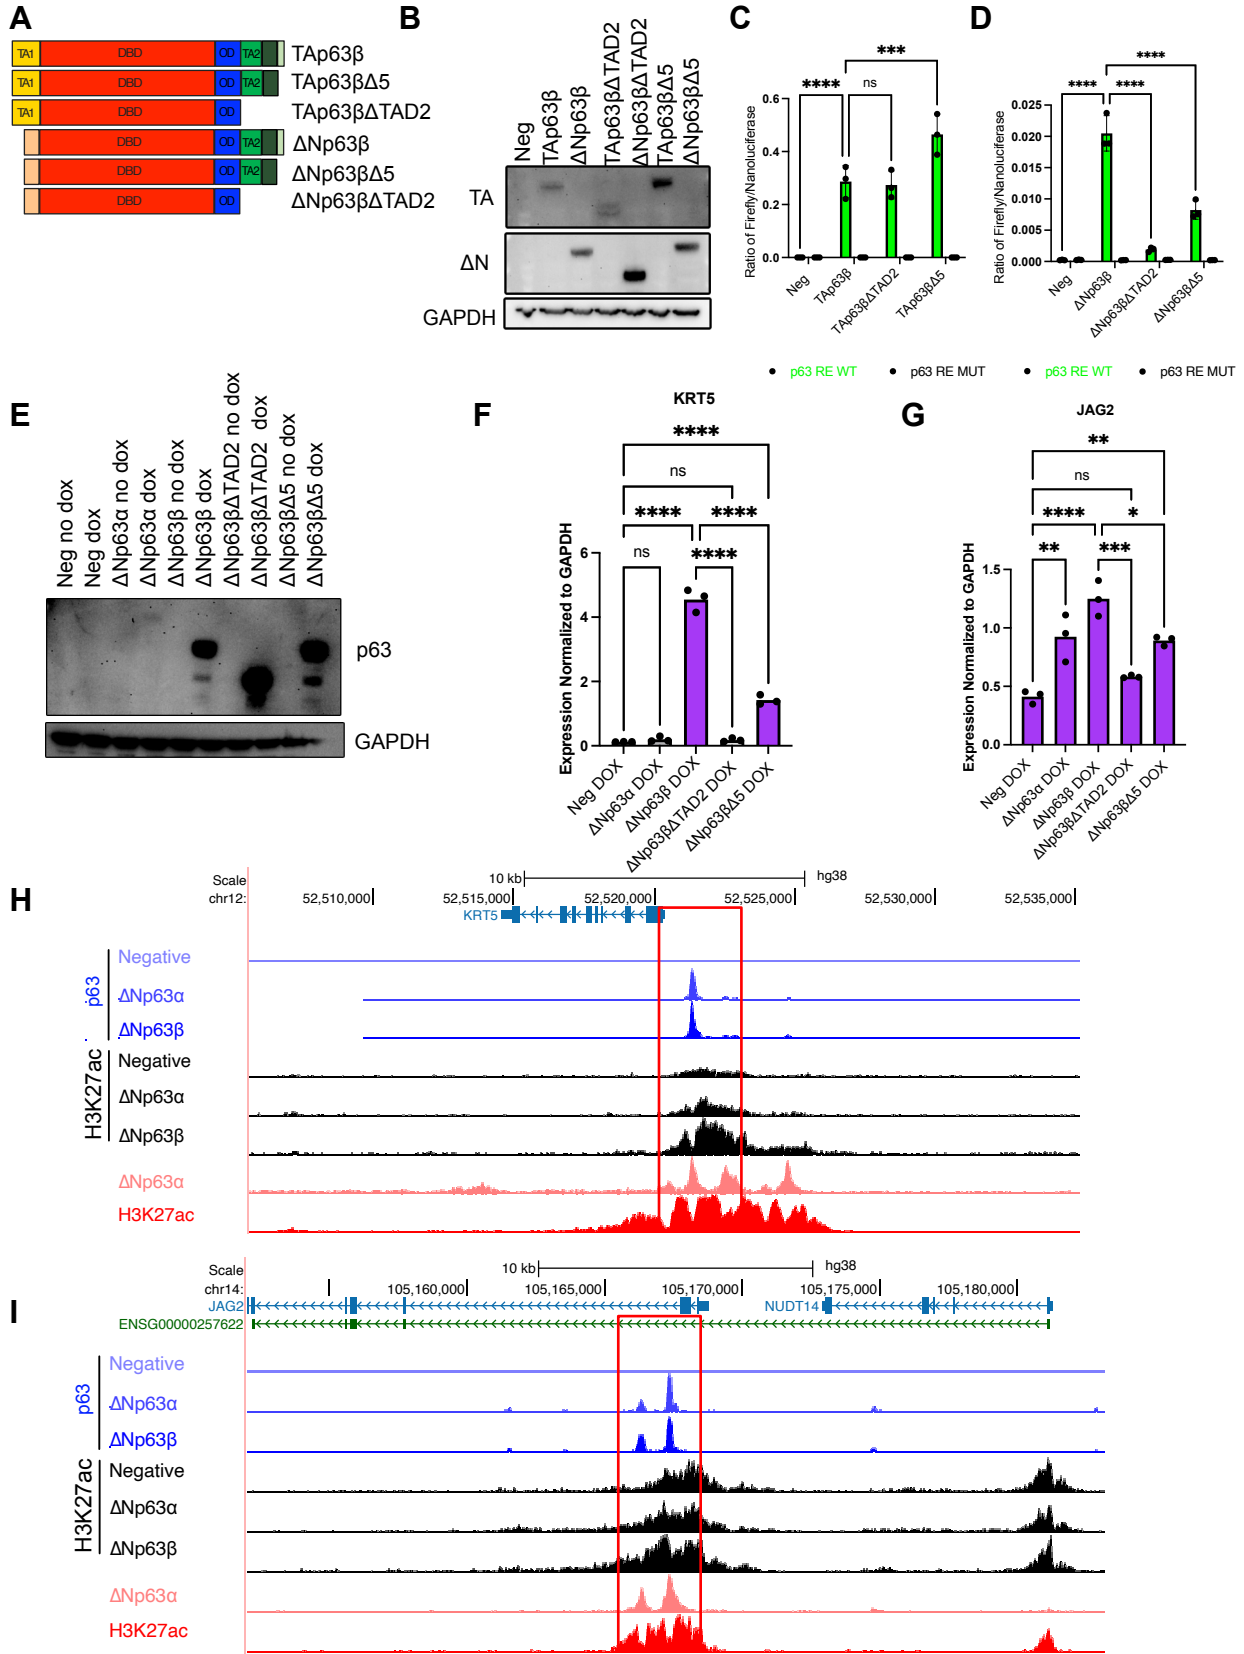 A
TA1 DBD OD TA2 TAp63β
TA1 DBD OD TA2 TAp63βΔ5
TA1 DBD OD TAp63βΔTAD2
DBD OD TA2 ΔNp63β
DBD OD TA2 ΔNp63βΔ5
DBD OD ΔNp63βΔTAD2
B
Neg
TAp63β
ΔNp63β
TAp63βΔTAD2
ΔNp63βΔTAD2
TAp63βΔ5
ΔNp63βΔ5
TA
ΔN
GAPDH
C
Ratio of Firefly/Nanoluciferase
***
**** ns
0.6
0.4
0.2
0.0
Neg
TAp63β
TAp63βΔTAD2
TAp63βΔ5
p63 RE WT p63 RE MUT
D
Ratio of Firefly/Nanoluciferase
****
**** ****
0.025
0.020
0.015
0.010
0.005
0.000
Neg
ΔNp63β
ΔNp63βΔTAD2
ΔNp63βΔ5
p63 RE WT p63 RE MUT
E
Neg no dox
Neg dox
ΔNp63α no dox
ΔNp63α dox
ΔNp63β no dox
ΔNp63β dox
ΔNp63βΔTAD2 no dox
ΔNp63βΔTAD2 dox
ΔNp63βΔ5 no dox
ΔNp63βΔ5 dox
p63
GAPDH
F
KRT5
Expression Normalized to GAPDH
****
ns
**** ****
ns ****
6
4
2
0
Neg DOX
ΔNp63α DOX
ΔNp63β DOX
ΔNp63βΔTAD2 DOX
ΔNp63βΔ5 DOX
G
JAG2
Expression Normalized to GAPDH
**
ns
**** *
** ***
1.5
1.0
0.5
0.0
Neg DOX
ΔNp63α DOX
ΔNp63β DOX
ΔNp63βΔTAD2 DOX
ΔNp63βΔ5 DOX
H
Scale 10 kb hg38
chr12: 52,510,000 52,515,000 52,520,000 52,525,000 52,530,000 52,535,000
KRT5
p63
Negative
ΔNp63α
ΔNp63β
H3K27ac
Negative
ΔNp63α
ΔNp63β
ΔNp63α
H3K27ac
I
Scale 10 kb hg38
chr14: 105,160,000 105,165,000 105,170,000 105,175,000 105,180,000
JAG2 NUDT14
ENSG00000257622
p63
Negative
ΔNp63α
ΔNp63β
H3K27ac
Negative
ΔNp63α
ΔNp63β
ΔNp63α
H3K27ac